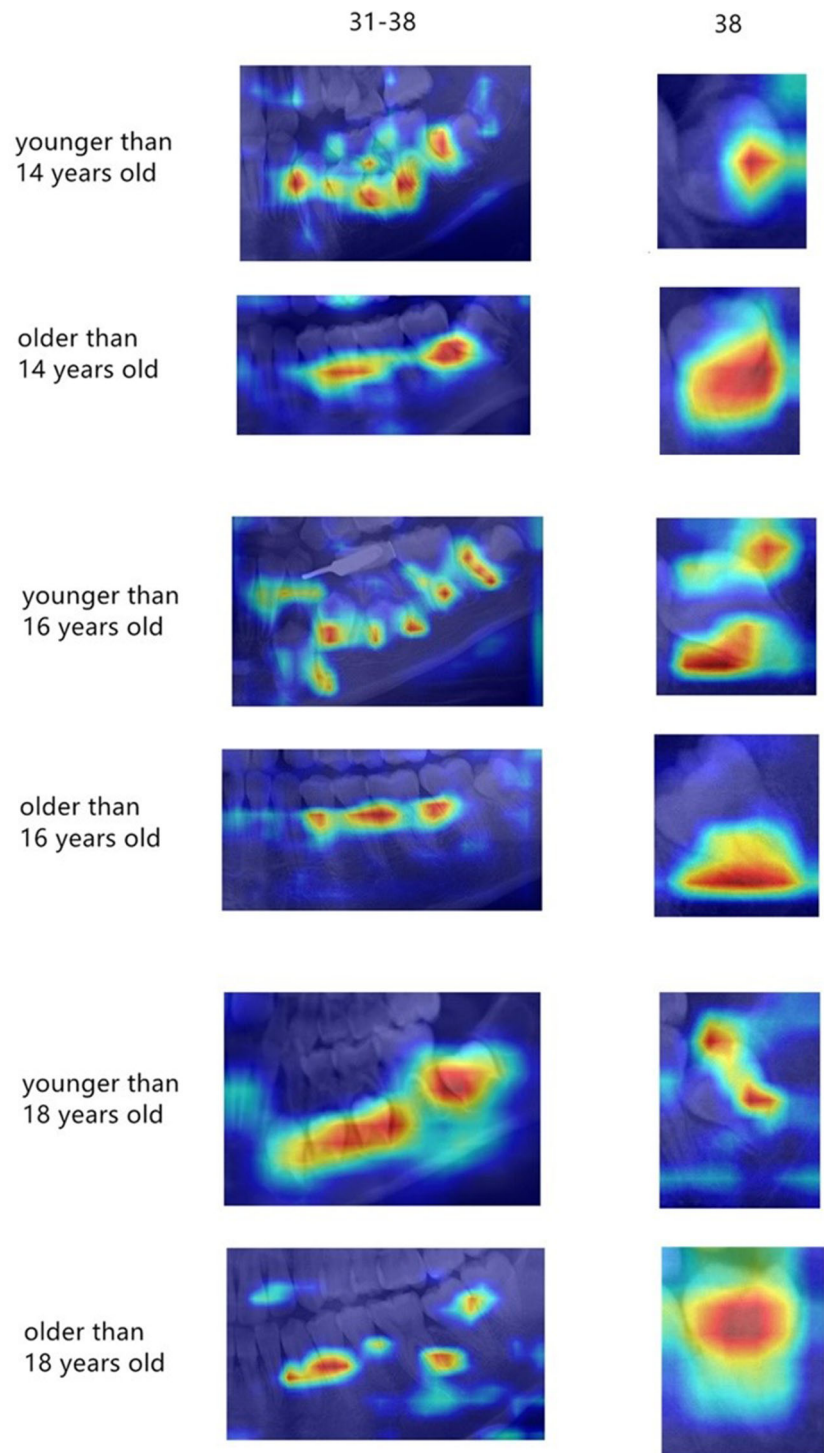 31-38
38
younger than
14 years old
older than
14 years old
younger than
16 years old
older than
16 years old
younger than
18 years old
older than
18 years old